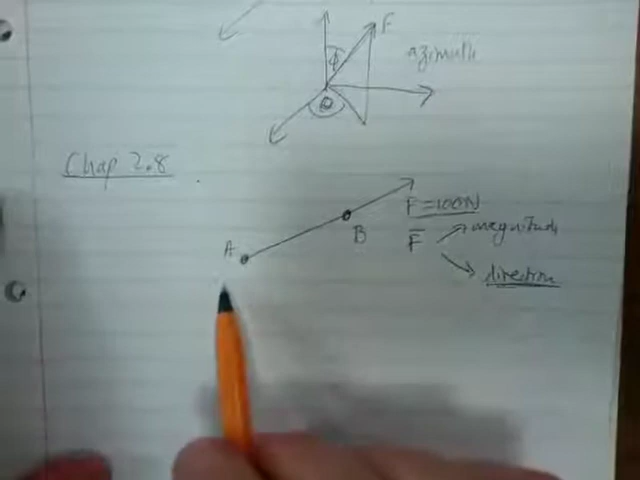 F
φ
azimuth
θ
Chap 2.8
F = 100N
A
B
F̅
magnitude
direction